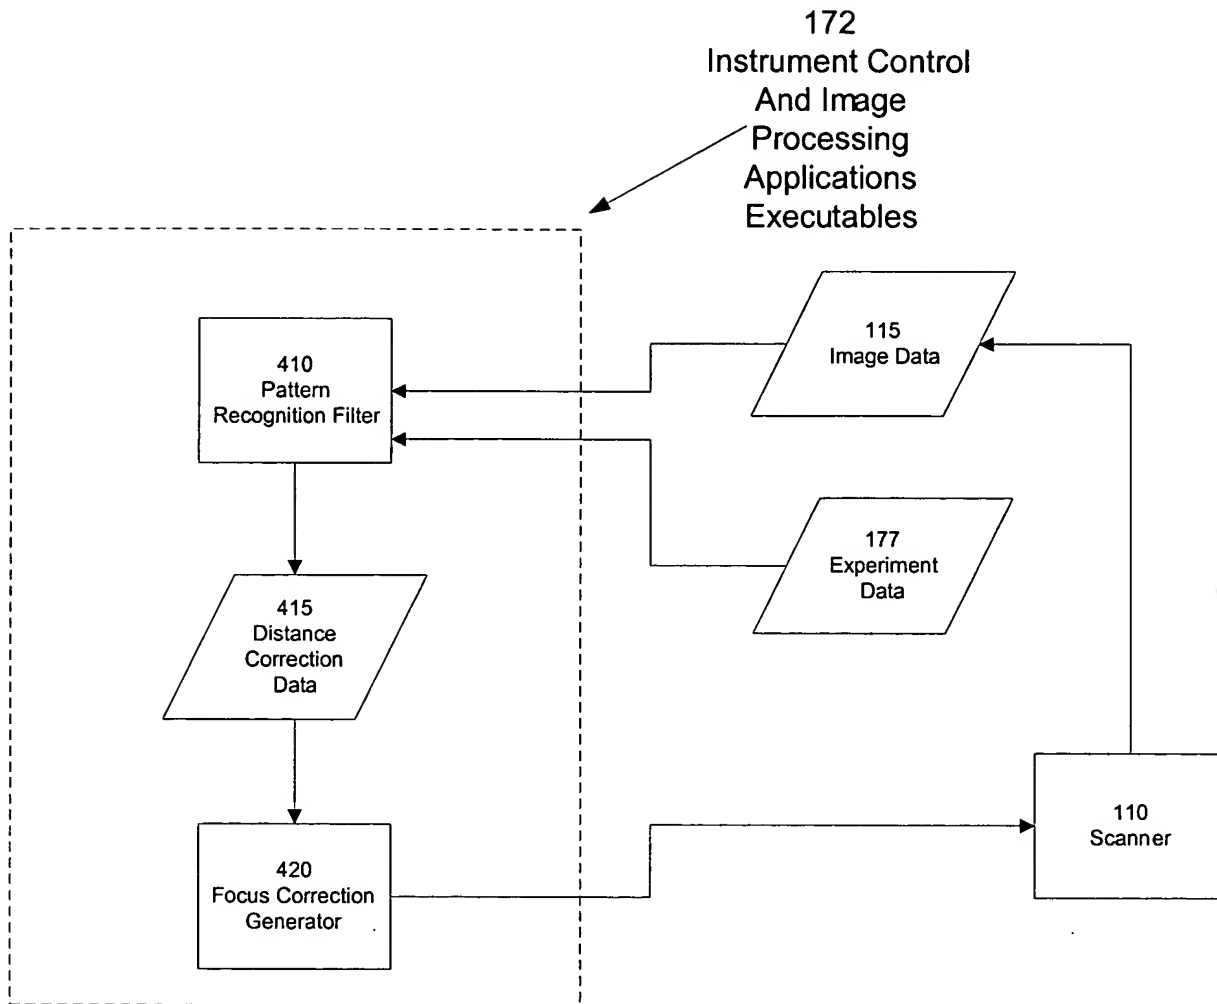 172
Instrument Control
And Image
Processing
Applications
Executables
410
Pattern
Recognition Filter
115
Image Data
177
Experiment
Data
415
Distance
Correction
Data
420
Focus Correction
Generator
110
Scanner